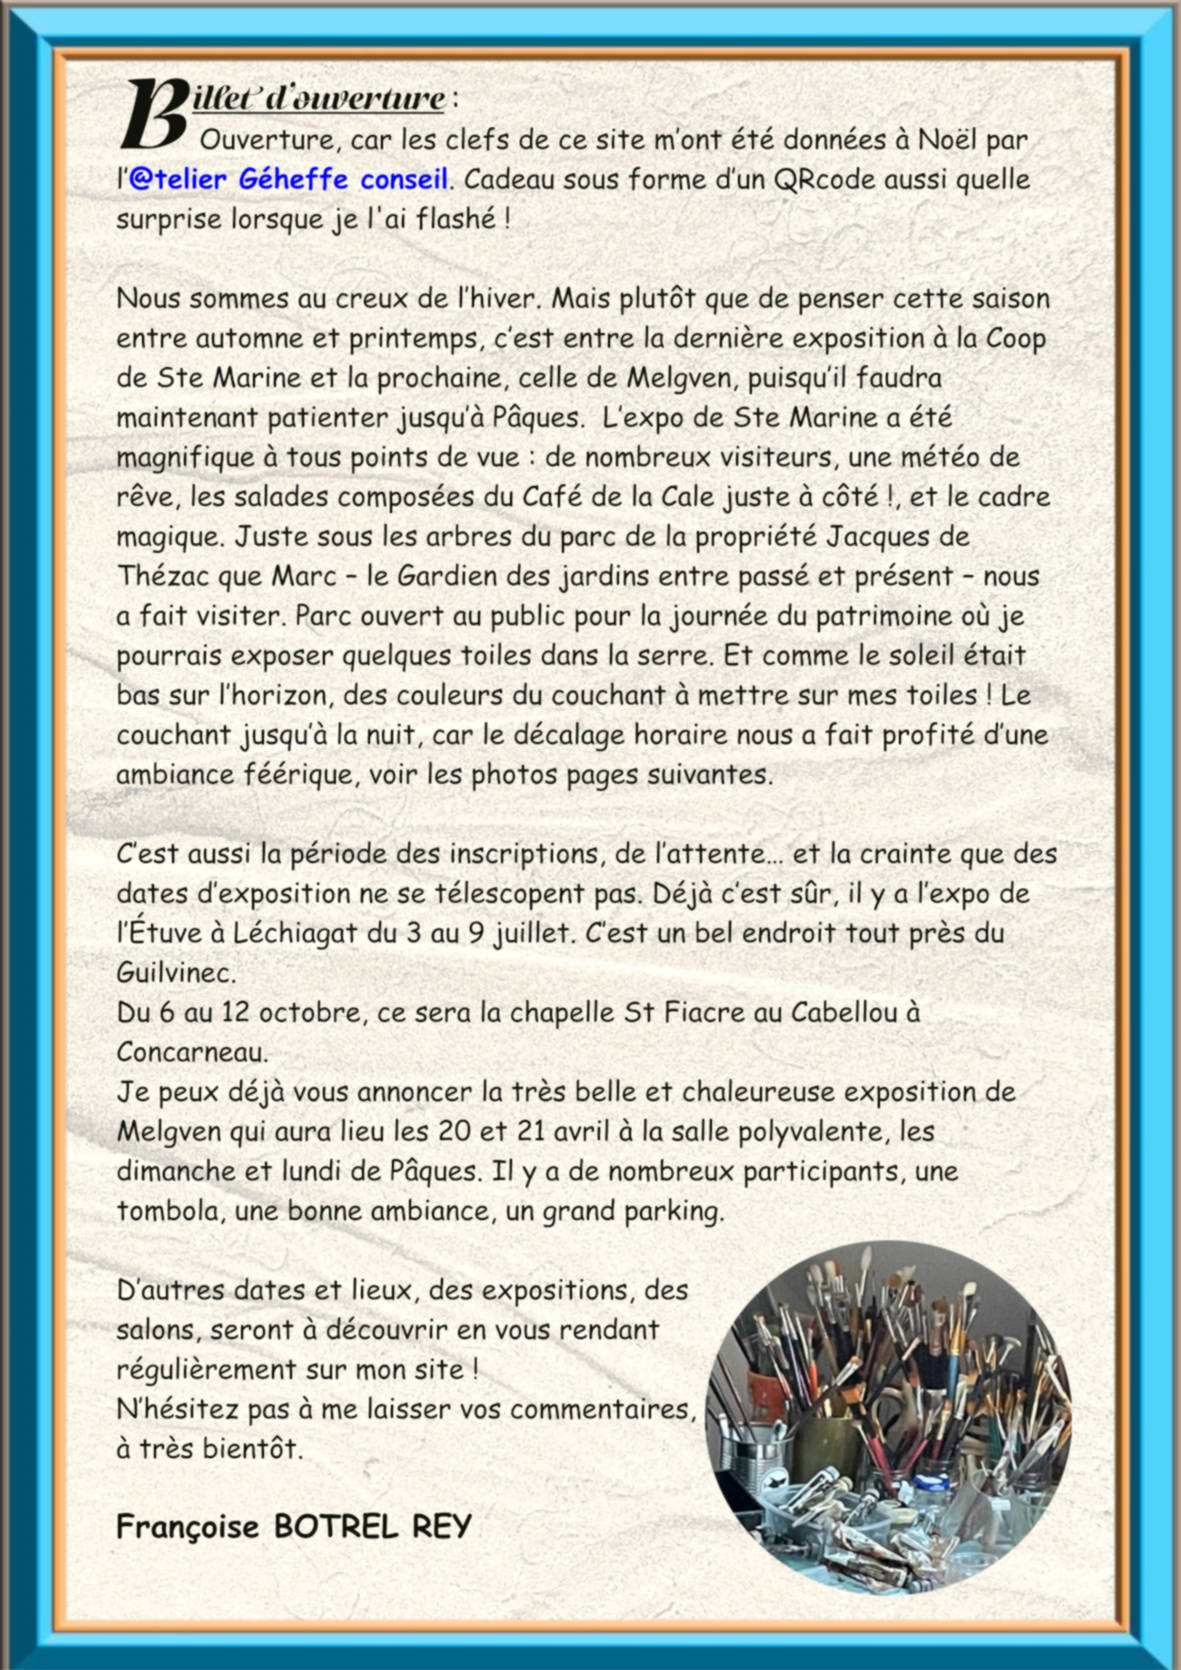 Billet d'ouverture :
Ouverture, car les clefs de ce site m'ont été données à Noël par
l'@telier Géheffe conseil. Cadeau sous forme d'un QRcode aussi quelle
surprise lorsque je l'ai flashé !
Nous sommes au creux de l'hiver. Mais plutôt que de penser cette saison
entre automne et printemps, c'est entre la dernière exposition à la Coop
de Ste Marine et la prochaine, celle de Melgven, puisqu'il faudra
maintenant patienter jusqu'à Pâques. L'expo de Ste Marine a été
magnifique à tous points de vue : de nombreux visiteurs, une météo de
rêve, les salades composées du Café de la Cale juste à côté !, et le cadre
magique. Juste sous les arbres du parc de la propriété Jacques de
Thézac que Marc – le Gardien des jardins entre passé et présent – nous
a fait visiter. Parc ouvert au public pour la journée du patrimoine où je
pourrais exposer quelques toiles dans la serre. Et comme le soleil était
bas sur l'horizon, des couleurs du couchant à mettre sur mes toiles ! Le
couchant jusqu'à la nuit, car le décalage horaire nous a fait profité d'une
ambiance féérique, voir les photos pages suivantes.
C'est aussi la période des inscriptions, de l'attente… et la crainte que des
dates d'exposition ne se télescopent pas. Déjà c'est sûr, il y a l'expo de
l'Étuve à Léchiagat du 3 au 9 juillet. C'est un bel endroit tout près du
Guilvinec.
Du 6 au 12 octobre, ce sera la chapelle St Fiacre au Cabellou à
Concarneau.
Je peux déjà vous annoncer la très belle et chaleureuse exposition de
Melgven qui aura lieu les 20 et 21 avril à la salle polyvalente, les
dimanche et lundi de Pâques. Il y a de nombreux participants, une
tombola, une bonne ambiance, un grand parking.
D'autres dates et lieux, des expositions, des
salons, seront à découvrir en vous rendant
régulièrement sur mon site !
N'hésitez pas à me laisser vos commentaires,
à très bientôt.
Françoise BOTREL REY